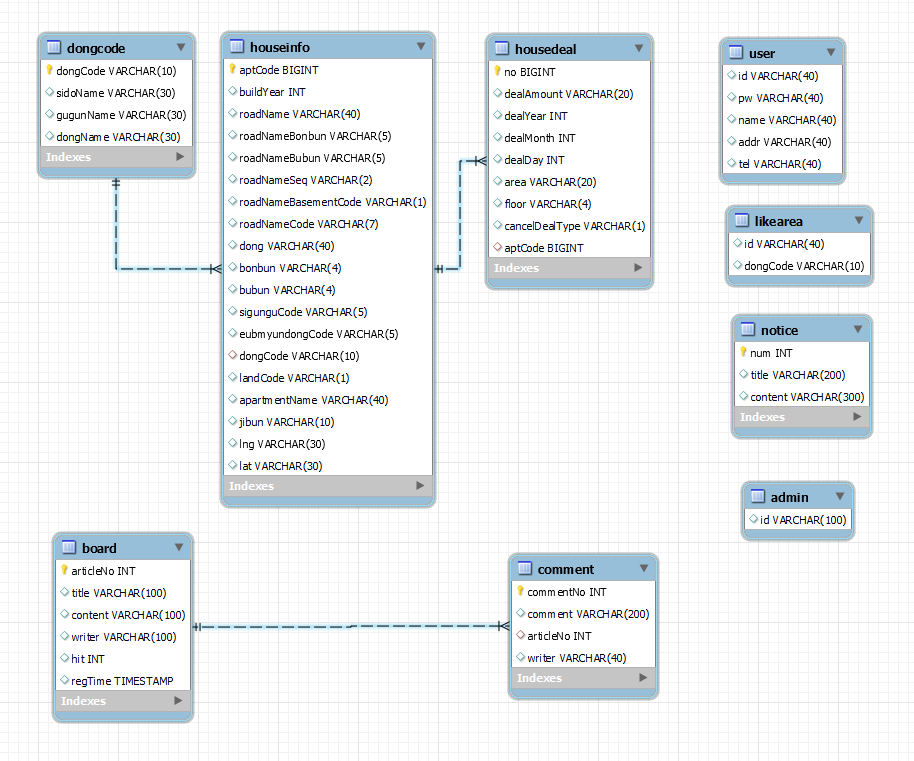 dongcode
dongCode VARCHAR(10)
sidoName VARCHAR(30)
gugunName VARCHAR(30)
dongName VARCHAR(30)
Indexes
houseinfo
aptCode BIGINT
buildYear INT
roadName VARCHAR(40)
roadNameBonbun VARCHAR(5)
roadNameBubun VARCHAR(5)
roadNameSeq VARCHAR(2)
roadNameBasementCode VARCHAR(1)
roadNameCode VARCHAR(7)
dong VARCHAR(40)
bonbun VARCHAR(4)
bubun VARCHAR(4)
sigunguCode VARCHAR(5)
eubmyundongCode VARCHAR(5)
dongCode VARCHAR(10)
landCode VARCHAR(1)
apartmentName VARCHAR(40)
jibun VARCHAR(10)
lng VARCHAR(30)
lat VARCHAR(30)
Indexes
housedeal
no BIGINT
dealAmount VARCHAR(20)
dealYear INT
dealMonth INT
dealDay INT
area VARCHAR(20)
floor VARCHAR(4)
cancelDealType VARCHAR(1)
aptCode BIGINT
Indexes
user
id VARCHAR(40)
pw VARCHAR(40)
name VARCHAR(40)
addr VARCHAR(40)
tel VARCHAR(40)
likearea
id VARCHAR(40)
dongCode VARCHAR(10)
notice
num INT
title VARCHAR(200)
content VARCHAR(300)
Indexes
admin
id VARCHAR(100)
board
articleNo INT
title VARCHAR(100)
content VARCHAR(100)
writer VARCHAR(100)
hit INT
regTime TIMESTAMP
Indexes
comment
commentNo INT
comment VARCHAR(200)
articleNo INT
writer VARCHAR(40)
Indexes